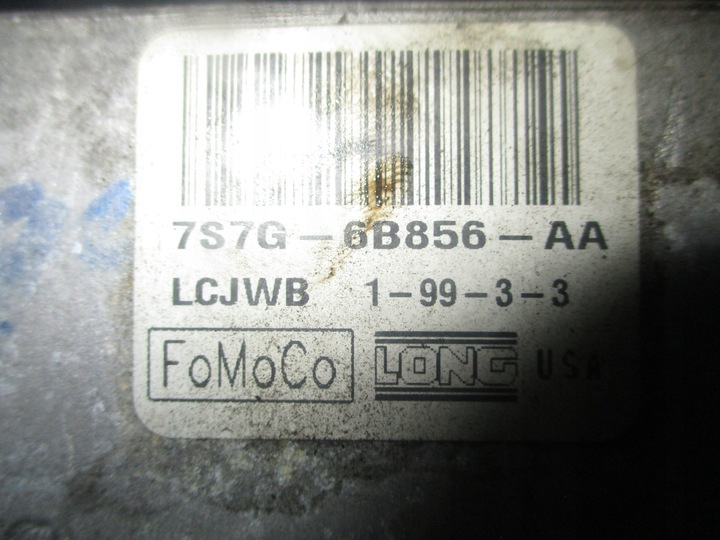 7S7G-6B856-AA
LCJWB 1-99-3-3
FoMoCo LONG USA